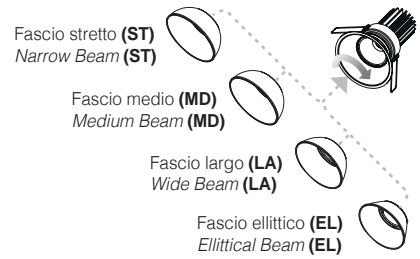 Fascio stretto (ST)
Narrow Beam (ST)
Fascio medio (MD)
Medium Beam (MD)
Fascio largo (LA)
Wide Beam (LA)
Fascio ellittico (EL)
Ellittical Beam (EL)